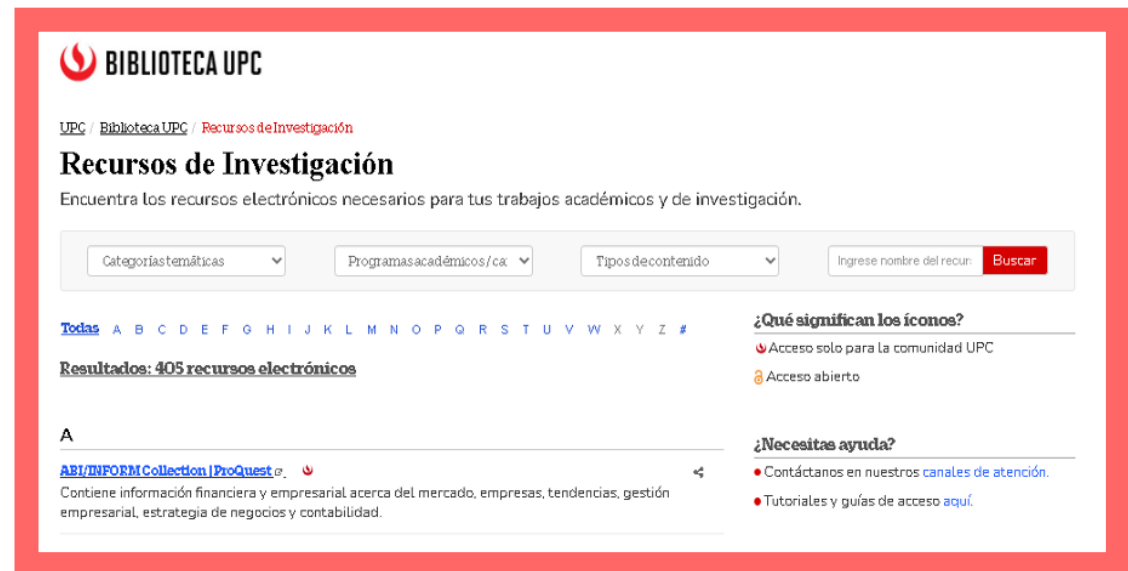 BIBLIOTECA UPC
UPC / Biblioteca UPC / Recursos de Investigación
Recursos de Investigación
Encuentra los recursos electrónicos necesarios para tus trabajos académicos y de investigación.
Categorías temáticas
Programas académicos / ca
Tipos de contenido
Ingrese nombre del recur
Buscar
Todas A B C D E F G H I J K L M N O P Q R S T U V W X Y Z #
Resultados: 405 recursos electrónicos
A
ABI/INFORM Collection | ProQuest
Contiene información financiera y empresarial acerca del mercado, empresas, tendencias, gestión
empresarial, estrategia de negocios y contabilidad.
¿Qué significan los íconos?
Acceso solo para la comunidad UPC
Acceso abierto
¿Necesitas ayuda?
Contáctanos en nuestros canales de atención.
Tutoriales y guías de acceso aquí.